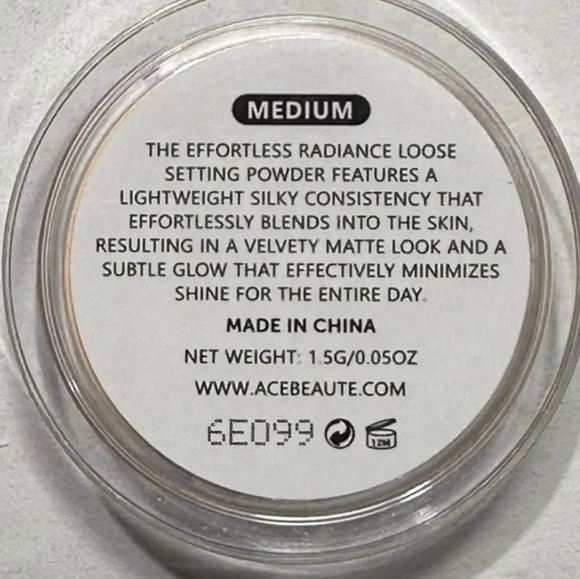 MEDIUM
THE EFFORTLESS RADIANCE LOOSE
SETTING POWDER FEATURES A
LIGHTWEIGHT SILKY CONSISTENCY THAT
EFFORTLESSLY BLENDS INTO THE SKIN,
RESULTING IN A VELVETY MATTE LOOK AND A
SUBTLE GLOW THAT EFFECTIVELY MINIMIZES
SHINE FOR THE ENTIRE DAY.
MADE IN CHINA
NET WEIGHT: 1.5G/0.05OZ
WWW.ACEBEAUTE.COM
6E099 12M